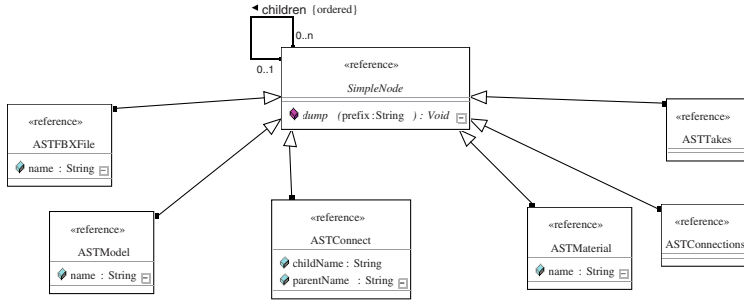 children {ordered}
0..n
0..1
«reference»
SimpleNode
dump (prefix:String ) : Void
«reference»
ASTFBXFile
name : String
«reference»
ASTTakes
«reference»
ASTModel
name : String
«reference»
ASTConnect
childName : String
parentName : String
«reference»
ASTMaterial
name : String
«reference»
ASTConnections